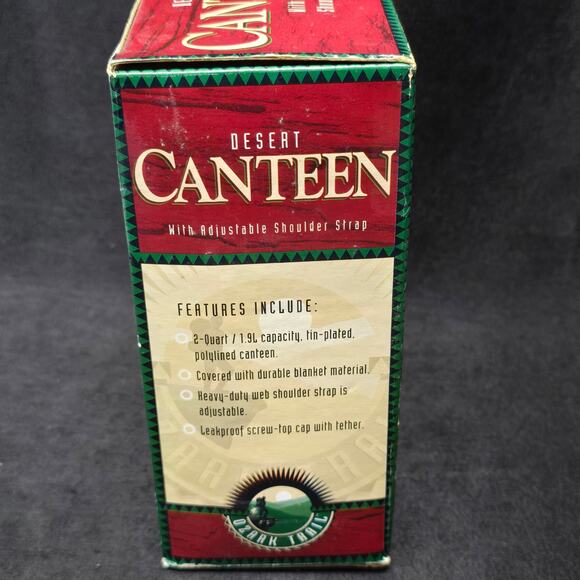 CANTEEN
DESERT
CANTEEN
With Adjustable Shoulder Strap
FEATURES INCLUDE:
2-Quart / 1.9L capacity, tin-plated,
polylined canteen.
Covered with durable blanket material.
Heavy-duty web shoulder strap is
adjustable.
Leakproof screw-top cap with tether.
OZARK TRAIL